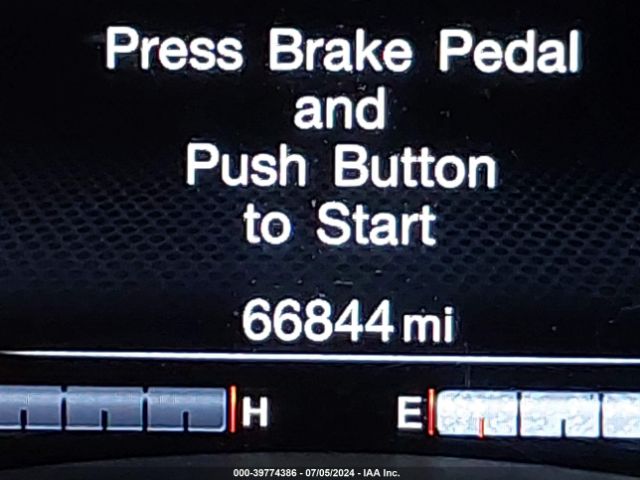 Press Brake Pedal
and
Push Button
to Start
66844 mi
H E
000-39774386 - 07/05/2024 - IAA Inc.